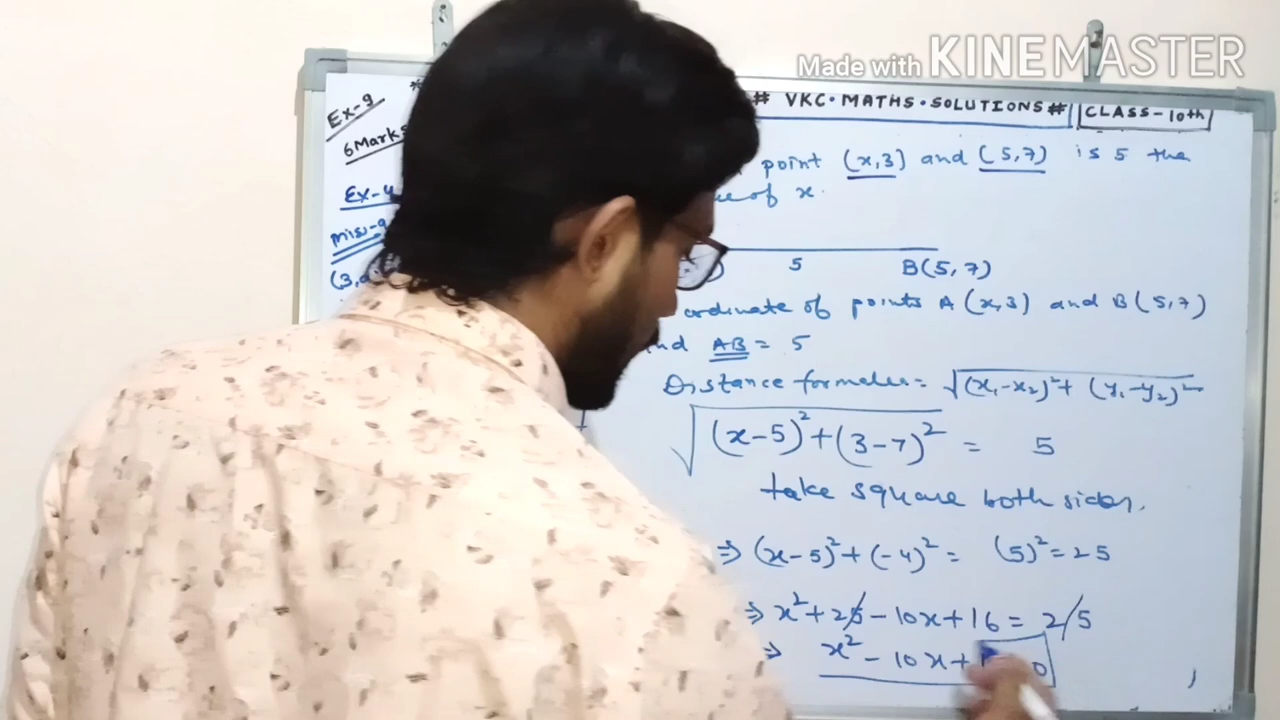 Made with KINEMASTER
# VKC·MATHS·SOLUTIONS# CLASS-10th
Ex-9
6 Marks
point (x,3) and (5,7) is 5 the
of x.
Ex-4
5 B(5,7)
ordinate of points A(x,3) and B(5,7)
AB = 5
Distance formula = √(x₁-x₂)²+(y₁-y₂)²
√(x-5)²+(3-7)² = 5
take square both sides.
⇒ (x-5)²+(-4)² = (5)²=25
⇒ x²+25-10x+16 = 25
⇒ x²-10x+